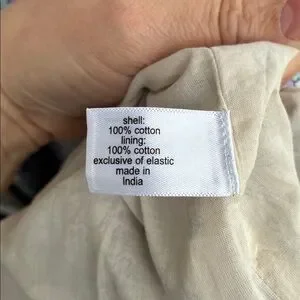 shell:
100% cotton
lining:
100% cotton
exclusive of elastic
made in
India